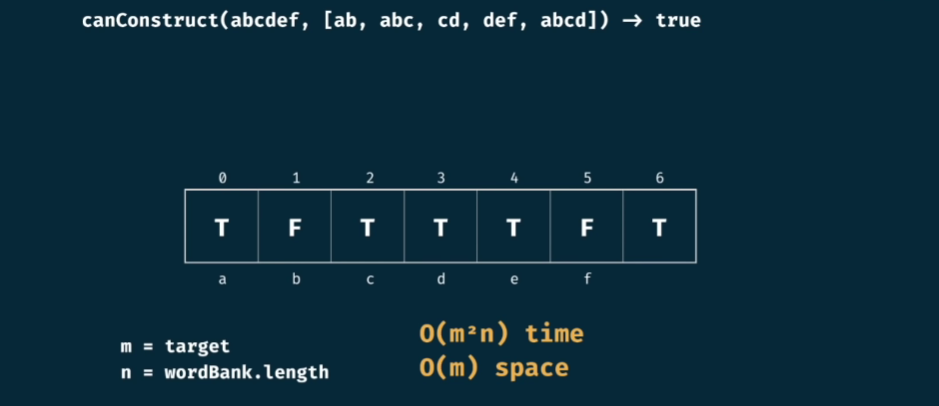 canConstruct(abcdef, [ab, abc, cd, def, abcd]) → true
0 1 2 3 4 5 6
T F T T T F T
a b c d e f
m = target
n = wordBank.length
O(m²n) time
O(m) space